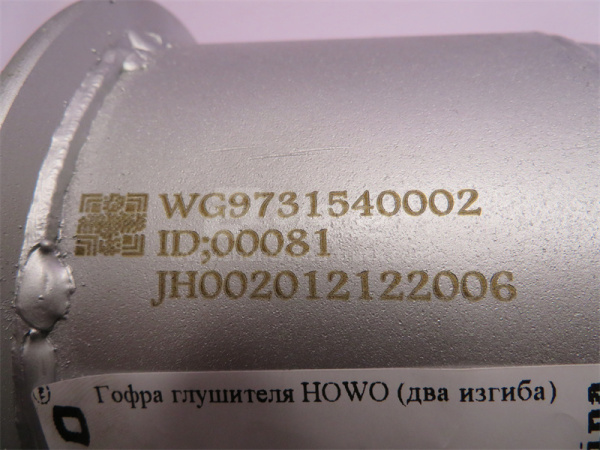 WG9731540002
ID;00081
JH002012122006
Гофра глушителя HOWO (два изгиба)